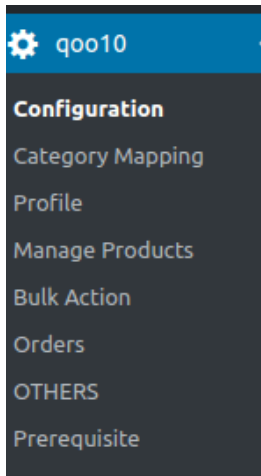 qoo10
Configuration
Category Mapping
Profile
Manage Products
Bulk Action
Orders
OTHERS
Prerequisite